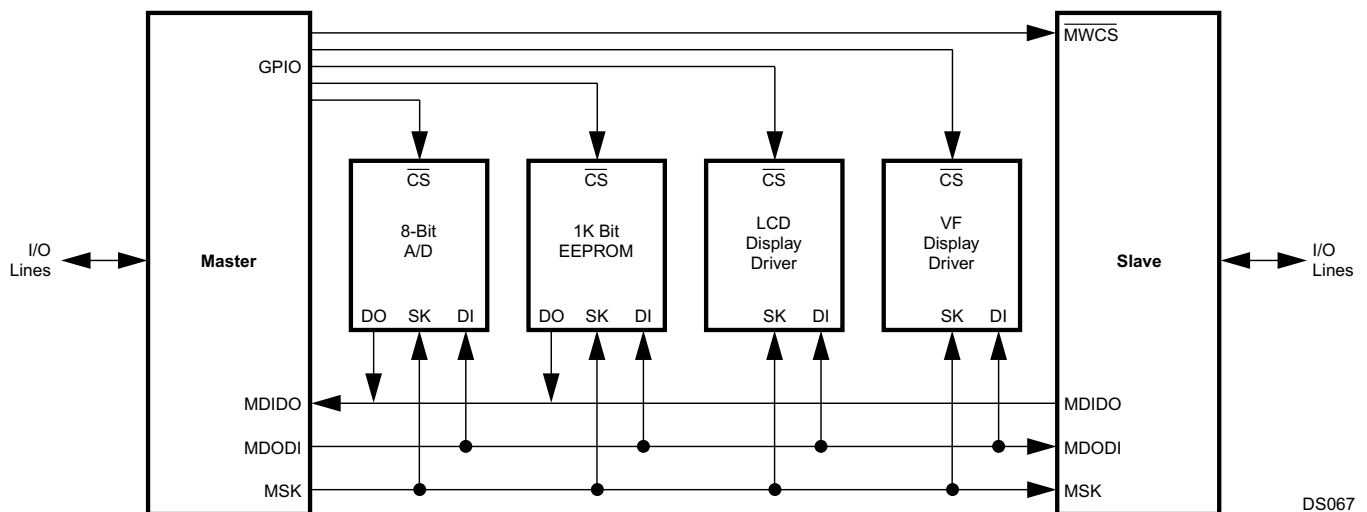 MWCS
GPIO
CS
CS
CS
CS
8-Bit
A/D
1K Bit
EEPROM
LCD
Display
Driver
VF
Display
Driver
I/O
Lines
Master
Slave
I/O
Lines
DO SK DI
DO SK DI
SK DI
SK DI
MDIDO
MDIDO
MDODI
MDODI
MSK
MSK
DS067